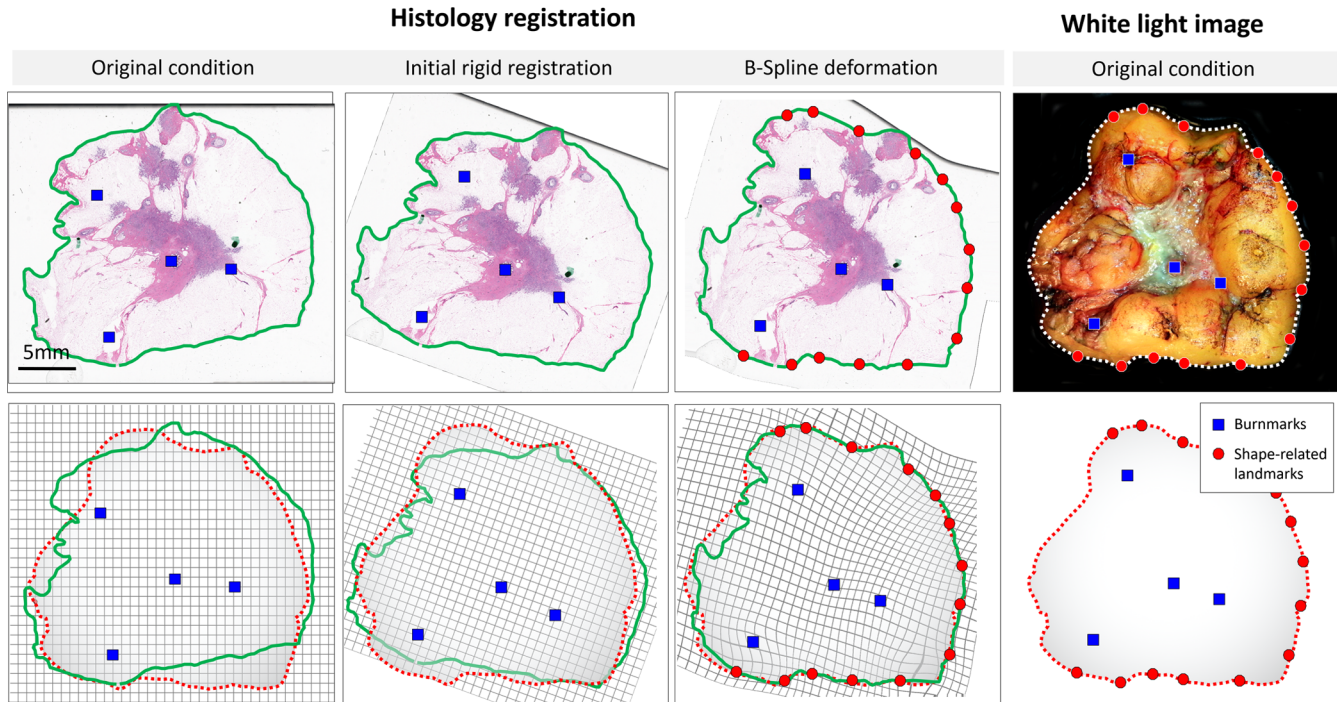 Histology registration
White light image
Original condition
Initial rigid registration
B-Spline deformation
Original condition
5mm
Burnmarks
Shape-related
landmarks